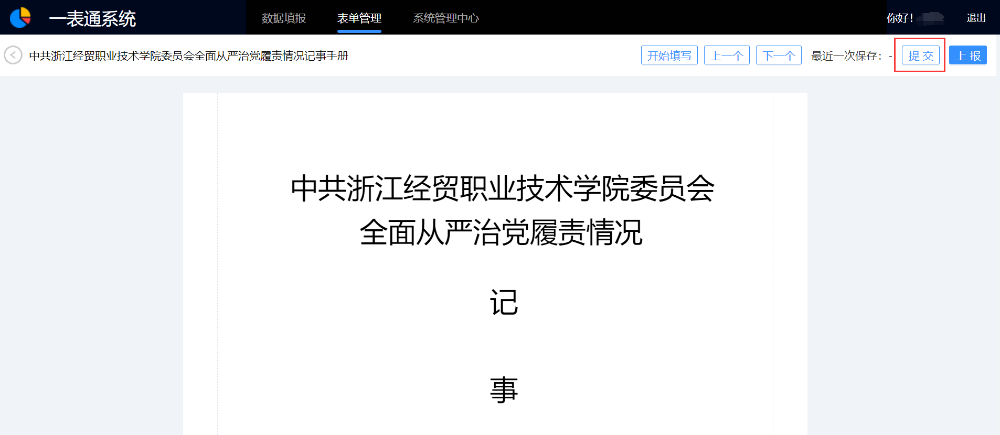 一表通系统 数据填报 表单管理 系统管理中心 你好! 退出
中共浙江经贸职业技术学院委员会全面从严治党履责情况记事手册 开始填写 上一个 下一个 最近一次保存：- 提 交 上 报
中共浙江经贸职业技术学院委员会
全面从严治党履责情况
记
事